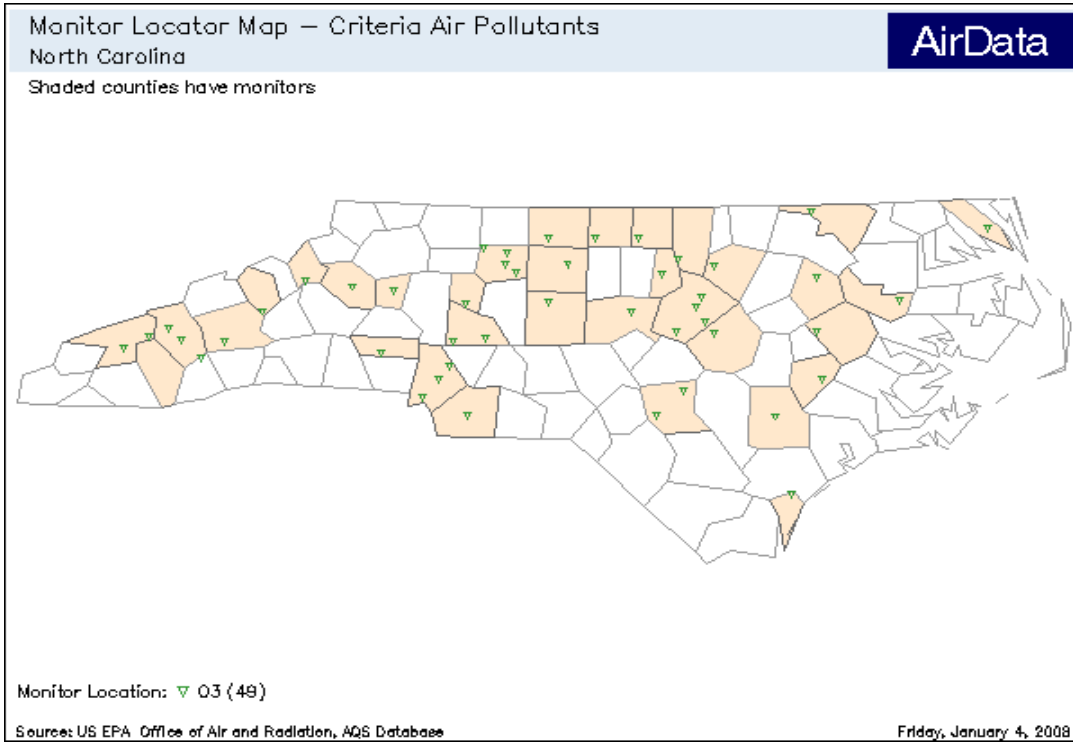 Monitor Locator Map – Criteria Air Pollutants
North Carolina
AirData
Shaded counties have monitors
Monitor Location: ▽ O3 (49)
Source: US EPA Office of Air and Radiation, AQS Database
Friday, January 4, 2008